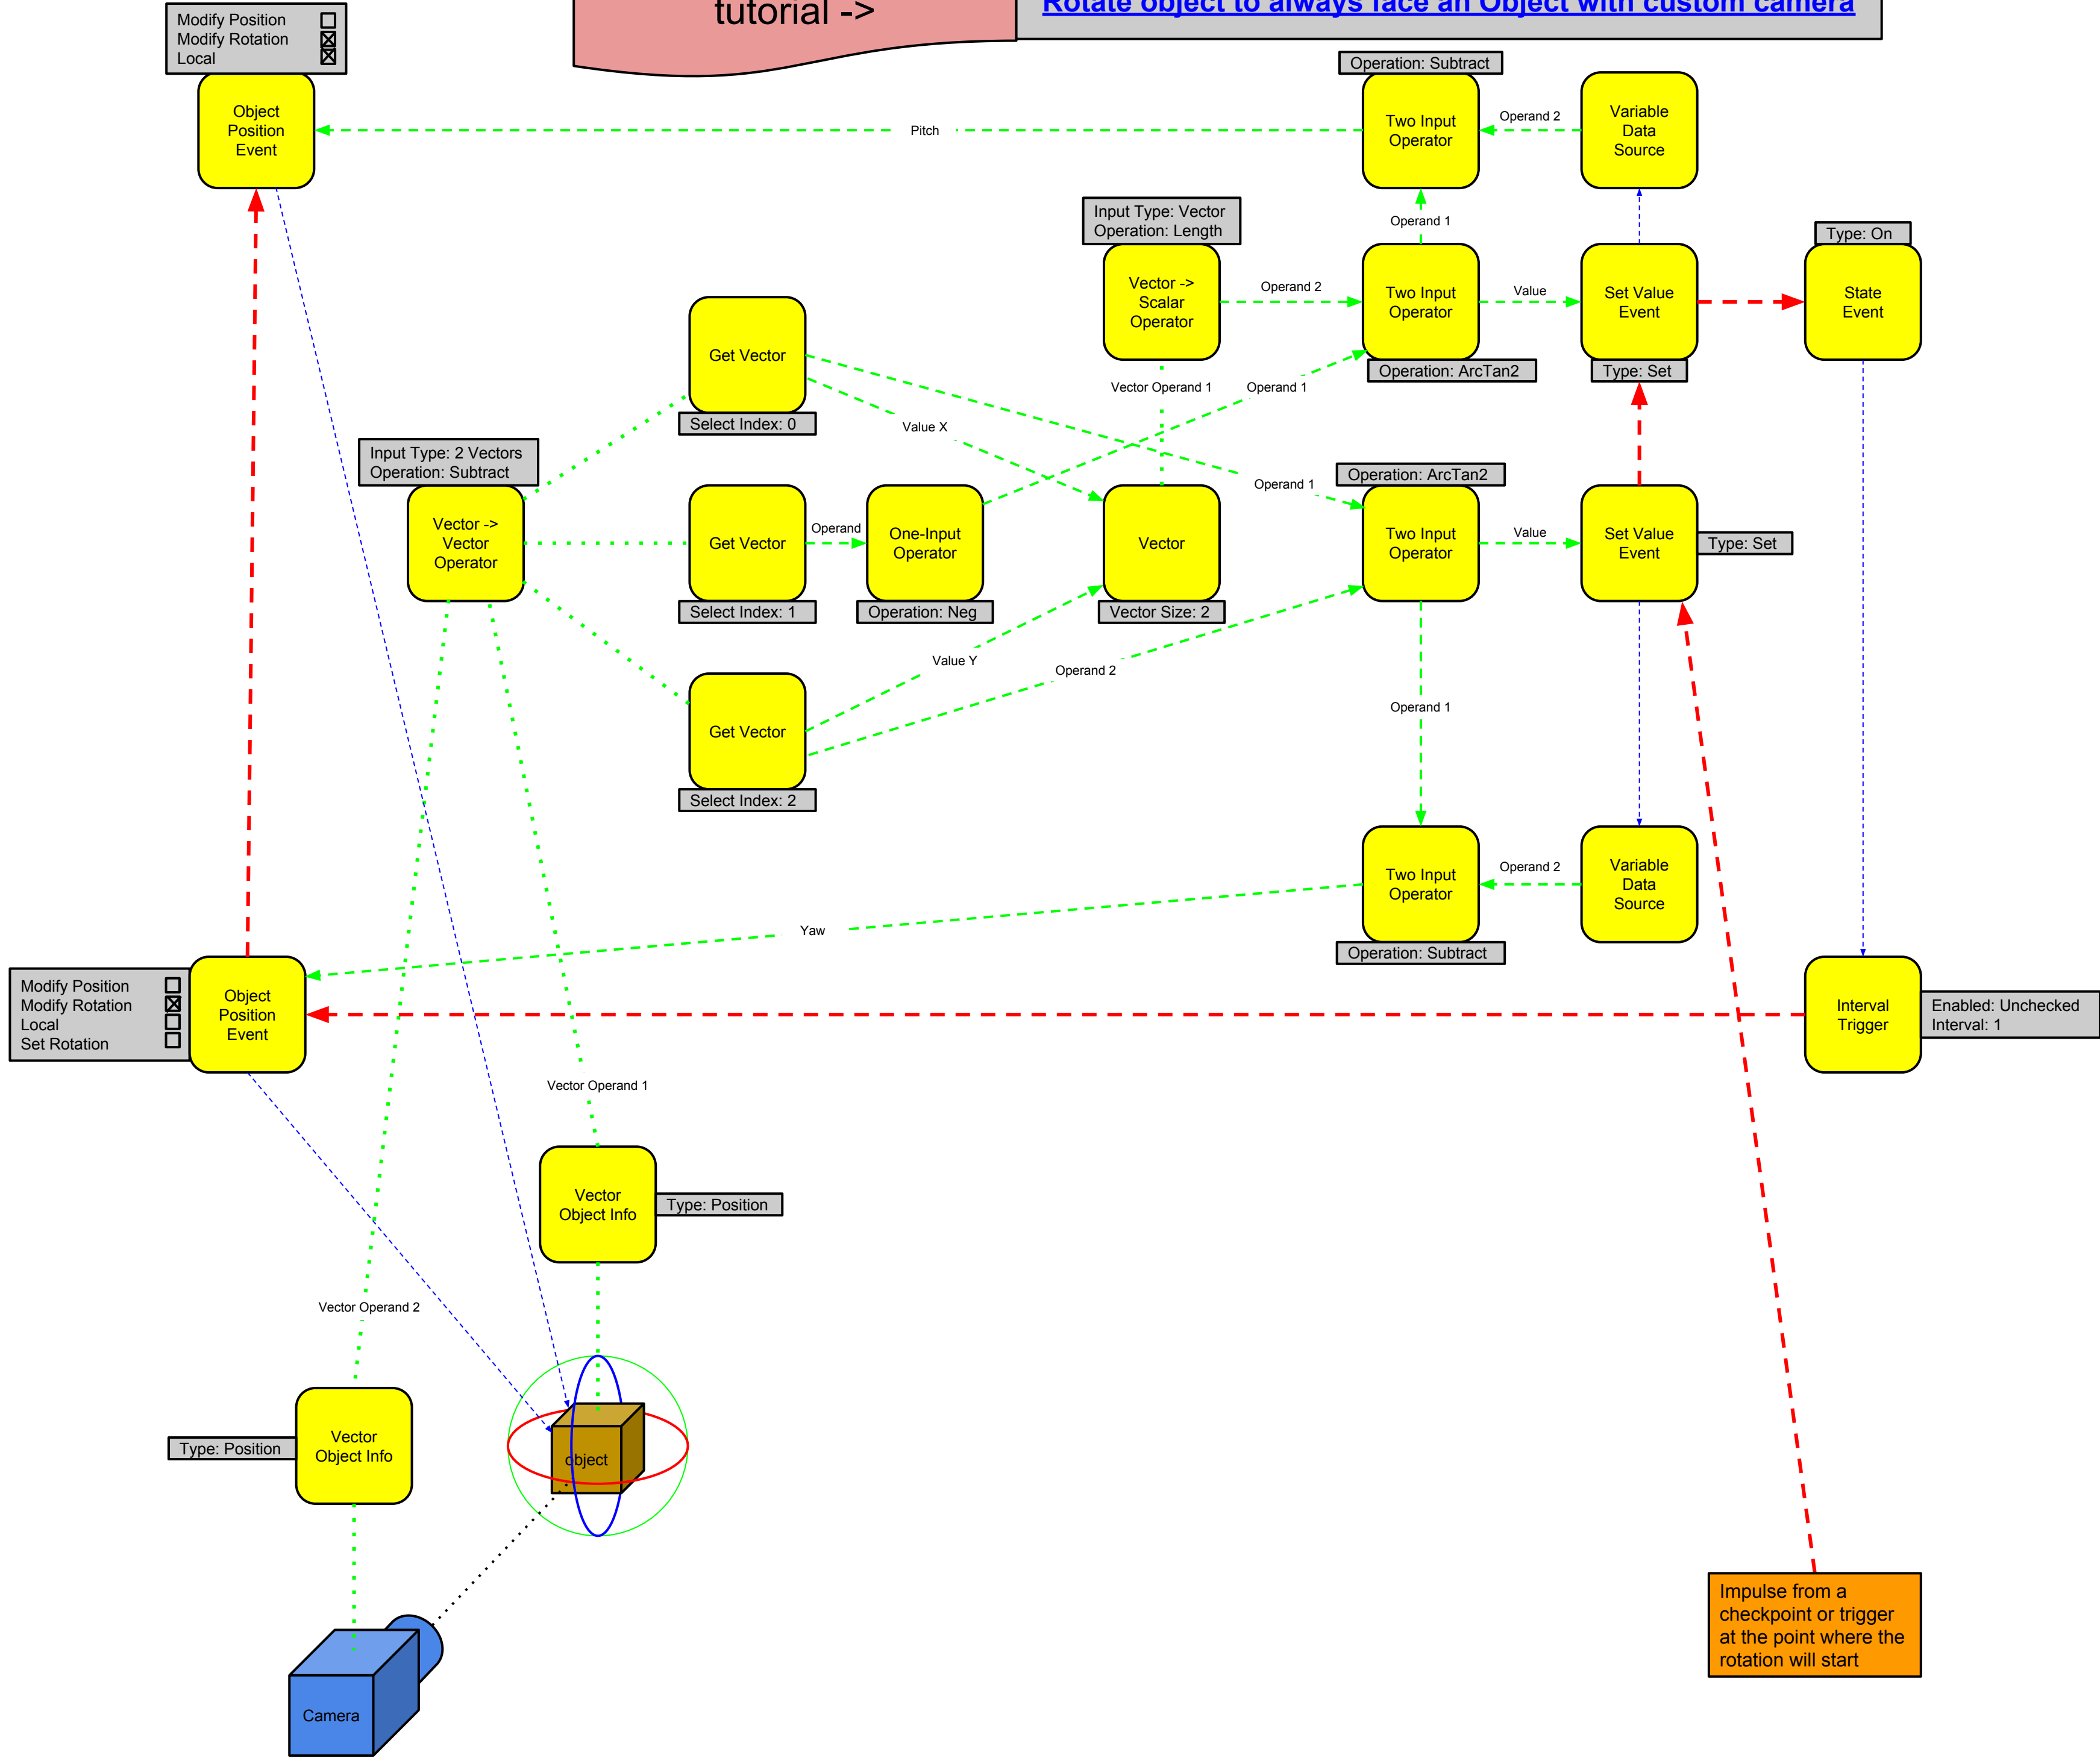 tutorial ->
Rotate object to always face an Object with custom camera
Modify Position
Modify Rotation
Local
Object
Position
Event
Pitch
Operation: Subtract
Two Input
Operator
Operand 2
Variable
Data
Source
Operand 1
Input Type: Vector
Operation: Length
Vector ->
Scalar
Operator
Operand 2
Two Input
Operator
Operation: ArcTan2
Value
Set Value
Event
Type: Set
Type: On
State
Event
Get Vector
Select Index: 0
Value X
Vector Operand 1
Operand 1
Input Type: 2 Vectors
Operation: Subtract
Vector ->
Vector
Operator
Get Vector
Select Index: 1
Operand
One-Input
Operator
Operation: Neg
Vector
Vector Size: 2
Operand 1
Operation: ArcTan2
Two Input
Operator
Value
Set Value
Event
Type: Set
Get Vector
Select Index: 2
Value Y
Operand 2
Operand 1
Two Input
Operator
Operation: Subtract
Operand 2
Variable
Data
Source
Yaw
Modify Position
Modify Rotation
Local
Set Rotation
Object
Position
Event
Interval
Trigger
Enabled: Unchecked
Interval: 1
Vector Operand 1
Vector
Object Info
Type: Position
Vector Operand 2
Type: Position
Vector
Object Info
object
Camera
Impulse from a
checkpoint or trigger
at the point where the
rotation will start